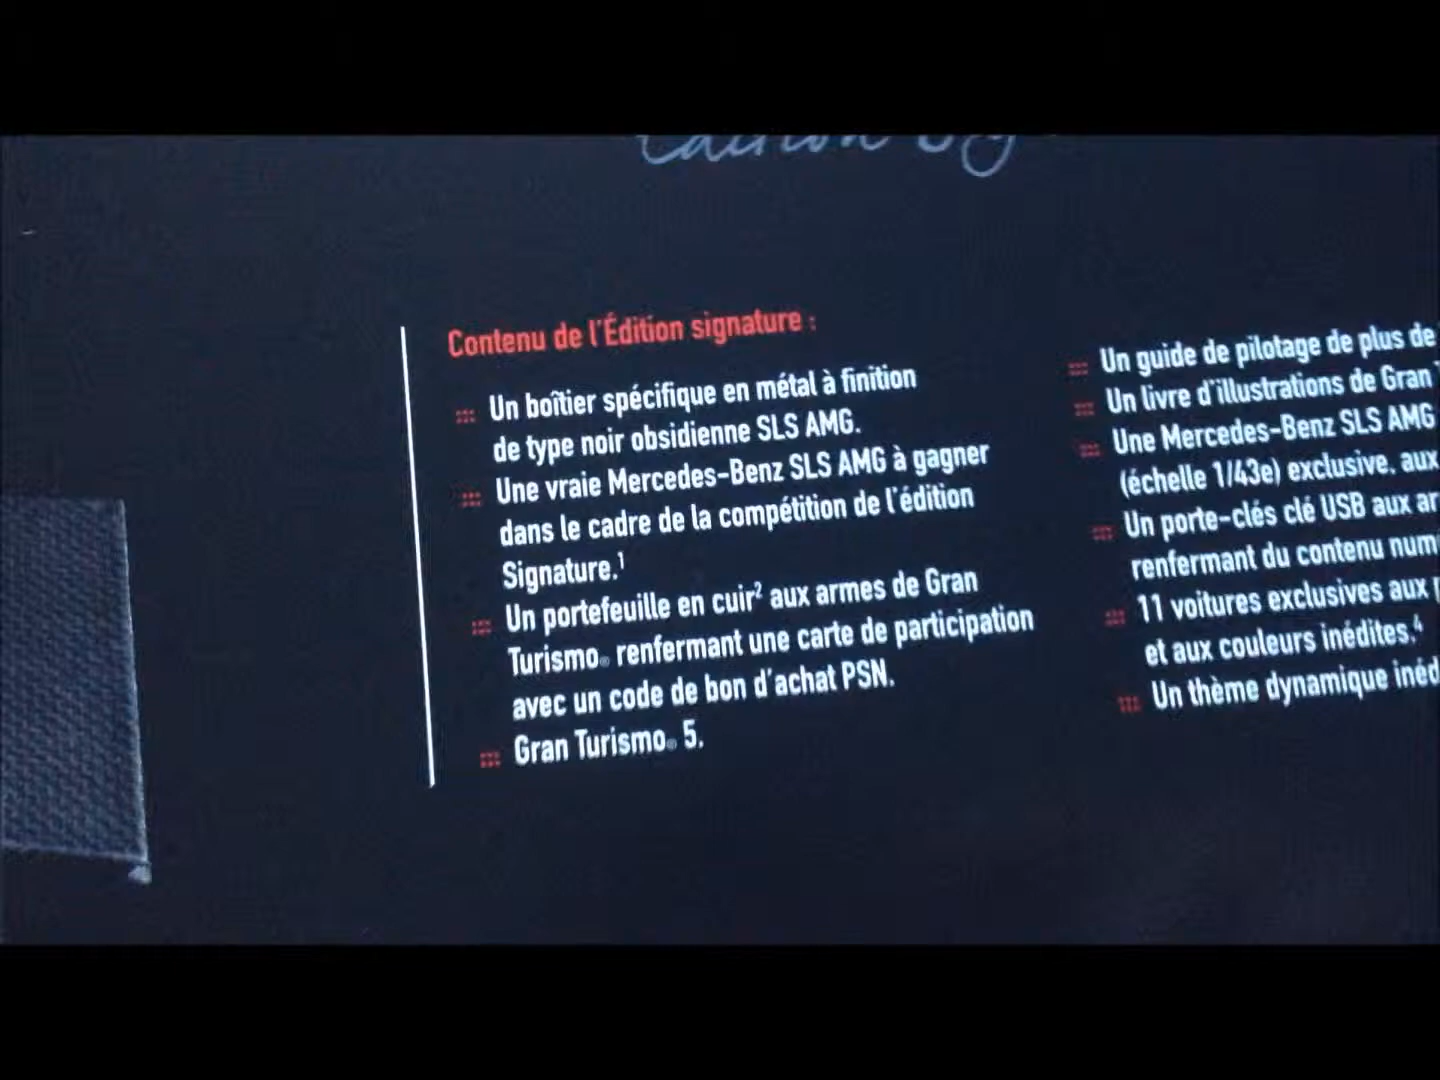 Edition by
Contenu de l'Édition signature :
Un boîtier spécifique en métal à finition
de type noir obsidienne SLS AMG.
Une vraie Mercedes-Benz SLS AMG à gagner
dans le cadre de la compétition de l'édition
Signature.¹
Un portefeuille en cuir² aux armes de Gran
Turismo® renfermant une carte de participation
avec un code de bon d'achat PSN.
Gran Turismo® 5.
Un guide de pilotage de plus de
Un livre d'illustrations de Gran
Une Mercedes-Benz SLS AMG
(échelle 1/43e) exclusive, aux
Un porte-clés clé USB aux
renfermant du contenu
11 voitures exclusives aux
et aux couleurs inédites.⁴
Un thème dynamique